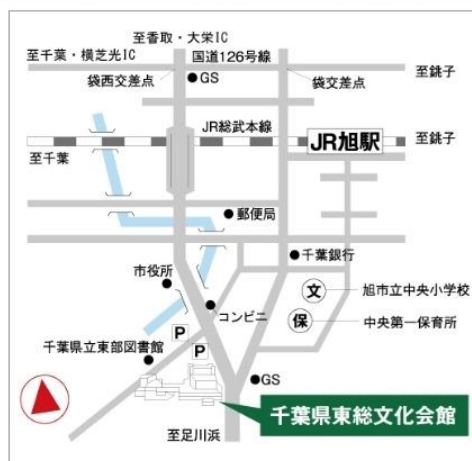 至香取・大栄IC
至千葉・横芝光IC
国道126号線
袋西交差点
GS
袋交差点
至銚子
JR総武本線
JR旭駅
至銚子
至千葉
郵便局
千葉銀行
市役所
文
旭市立中央小学校
コンビニ
保
中央第一保育所
P
千葉県立東部図書館
P
GS
千葉県東総文化会館
至足川浜